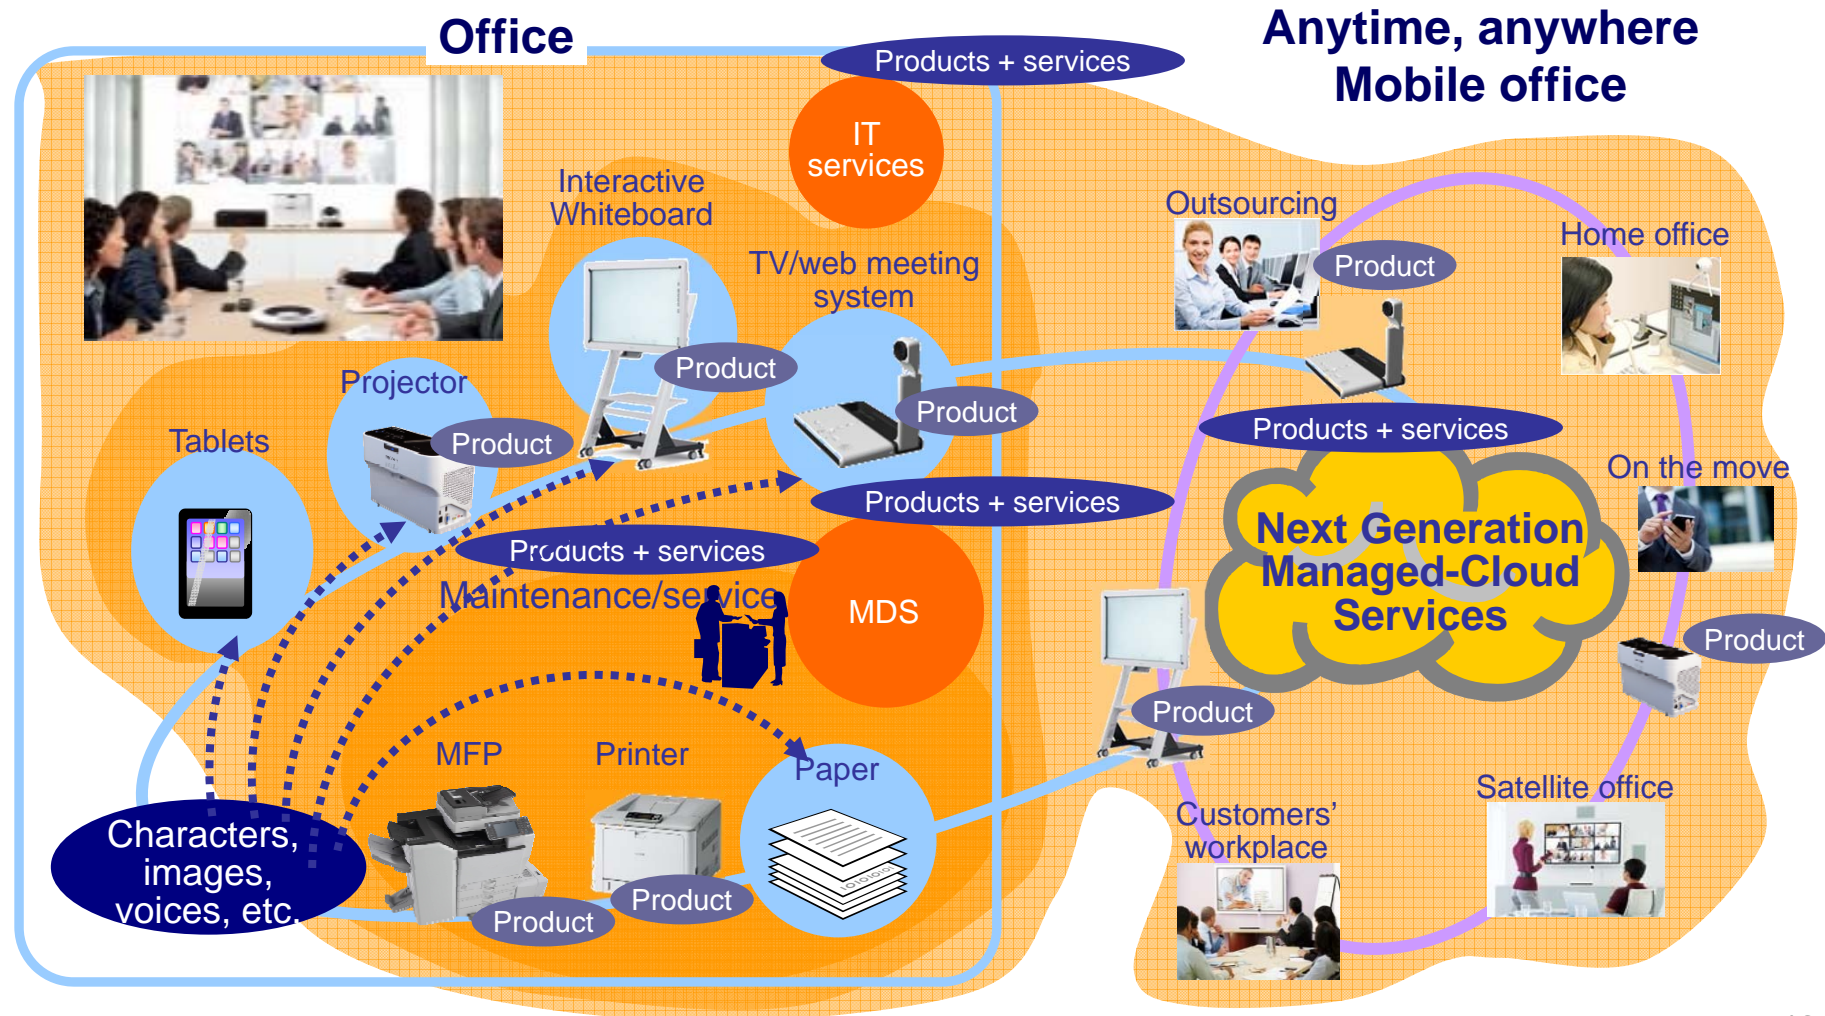 Office
Anytime, anywhere
Mobile office
Products + services
IT
services
Interactive
Whiteboard
Outsourcing
Home office
Product
TV/web meeting
system
Product
Projector
Product
Product
Tablets
Products + services
On the move
Products + services
Next Generation
Managed-Cloud
Services
Products + services
Maintenance/service
MDS
Product
Product
MFP
Printer
Paper
Satellite office
Customers’
workplace
Characters,
images,
voices, etc.
Product
Product